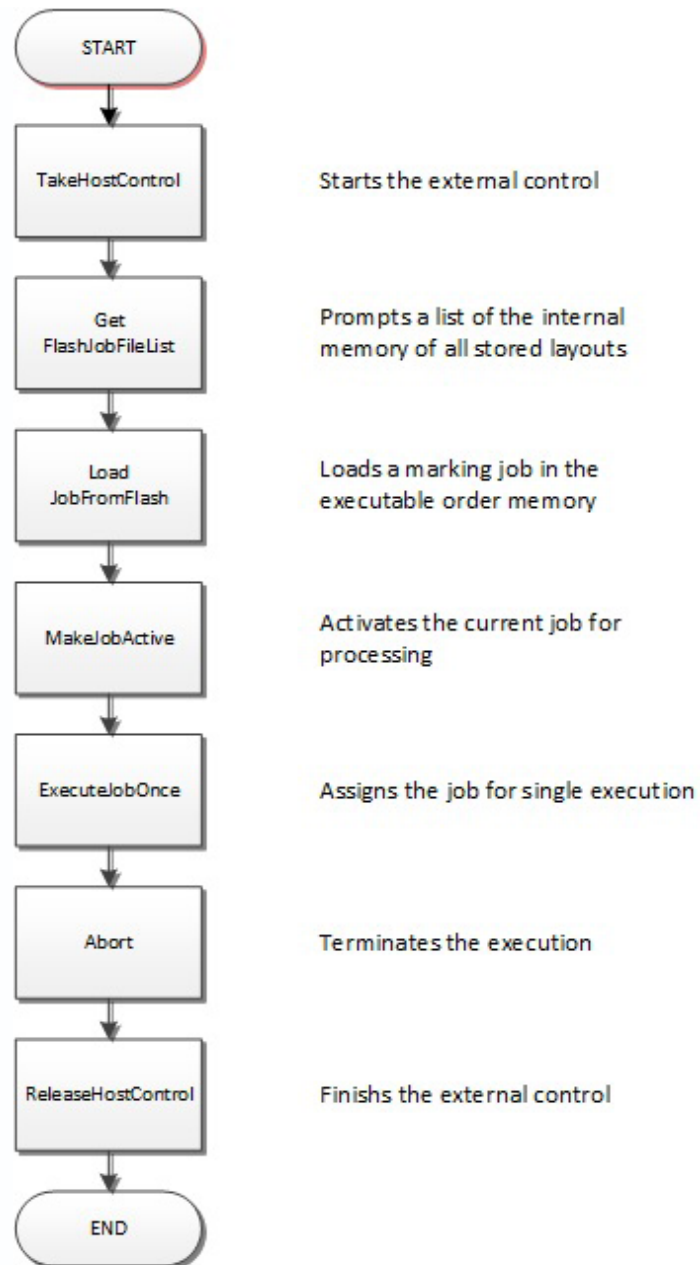 START
TakeHostControl
Starts the external control
Get
FlashJobFileList
Prompts a list of the internal
memory of all stored layouts
Load
JobFromFlash
Loads a marking job in the
executable order memory
MakeJobActive
Activates the current job for
processing
ExecuteJobOnce
Assigns the job for single execution
Abort
Terminates the execution
ReleaseHostControl
Finishs the external control
END